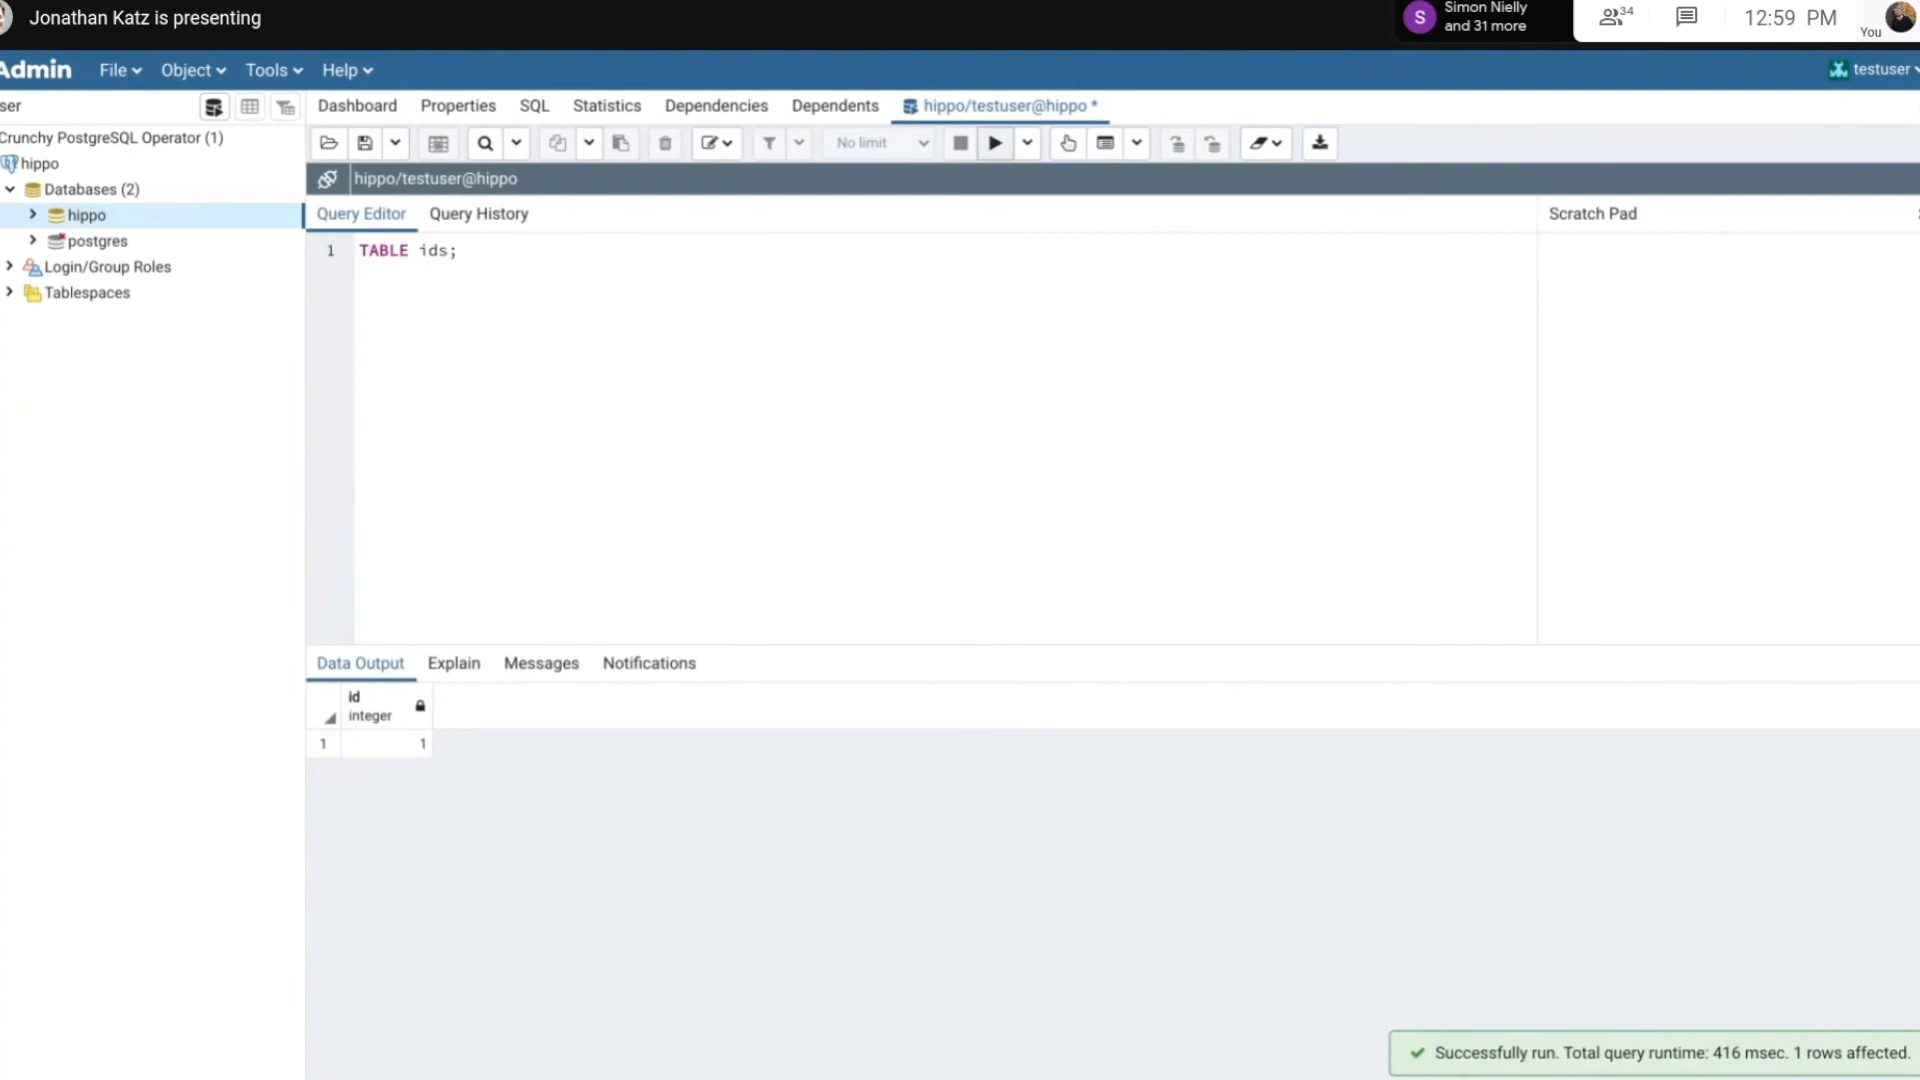 Jonathan Katz is presenting
S
Simon Nielly
and 31 more
34
12:59 PM
You
Admin
File
Object
Tools
Help
testuser
ser
Dashboard
Properties
SQL
Statistics
Dependencies
Dependents
hippo/testuser@hippo *
Crunchy PostgreSQL Operator (1)
hippo
Databases (2)
hippo
postgres
Login/Group Roles
Tablespaces
No limit
hippo/testuser@hippo
Query Editor
Query History
Scratch Pad
1
TABLE ids;
Data Output
Explain
Messages
Notifications
id
integer
1
1
Successfully run. Total query runtime: 416 msec. 1 rows affected.